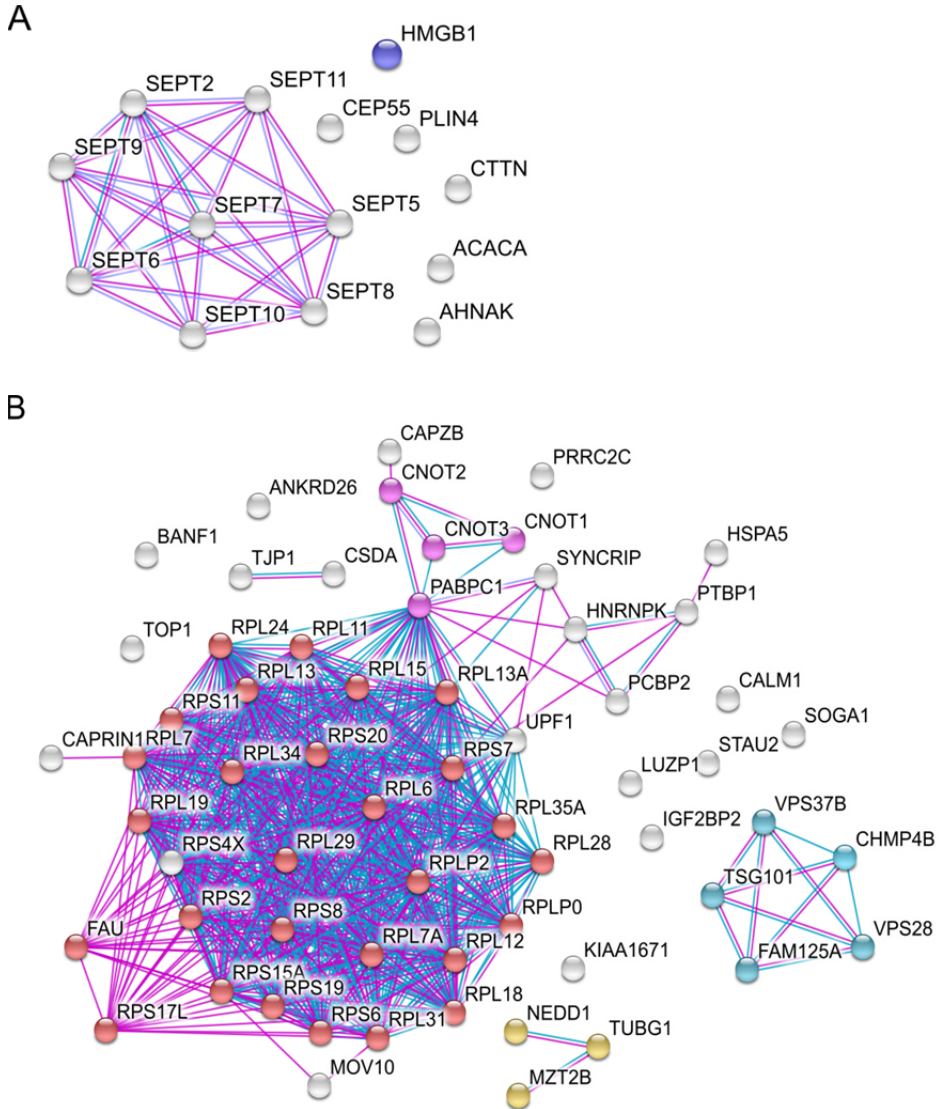 A
HMGB1
SEPT2
SEPT11
CEP55
PLIN4
SEPT9
CTTN
SEPT7
SEPT5
SEPT6
ACACA
SEPT8
SEPT10
AHNAK
B
CAPZB
CNOT2
PRRC2C
ANKRD26
CNOT3
CNOT1
BANF1
HSPA5
TJP1
CSDA
SYNCRIP
PABPC1
HNRNPK
PTBP1
TOP1
RPL24
RPL11
RPL13
RPL15
RPL13A
PCBP2
CALM1
RPS11
UPF1
SOGA1
CAPRIN1
RPL7
RPL34
RPS20
RPS7
STAU2
LUZP1
RPL6
RPL19
RPL35A
IGF2BP2
VPS37B
RPS4X
RPL29
RPLP2
RPL28
CHMP4B
TSG101
RPS2
RPS8
RPLP0
FAU
RPL7A
RPL12
VPS28
FAM125A
KIAA1671
RPS15A
RPS19
RPL18
RPS17L
RPS6
RPL31
NEDD1
TUBG1
MOV10
MZT2B